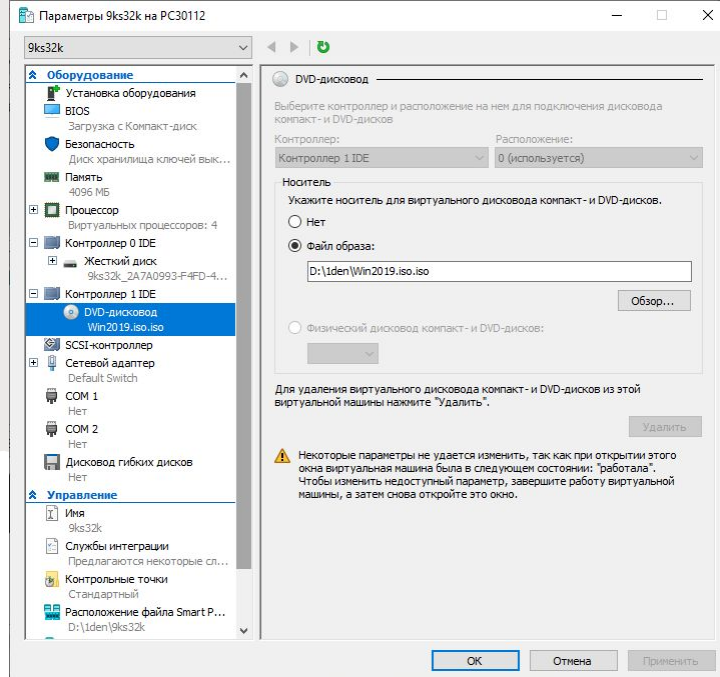 Параметры 9ks32k на PC30112
9ks32k
Оборудование
Установка оборудования
BIOS
Загрузка с Компакт-диск
Безопасность
Диск хранилища ключей вык...
Память
4096 МБ
Процессор
Виртуальных процессоров: 4
Контроллер 0 IDE
Жесткий диск
9ks32k_2A7A0993-F4FD-4...
Контроллер 1 IDE
DVD-дисковод
Win2019.iso.iso
SCSI-контроллер
Сетевой адаптер
Default Switch
COM 1
Нет
COM 2
Нет
Дисковод гибких дисков
Нет
Управление
Имя
9ks32k
Службы интеграции
Предлагаются некоторые сл...
Контрольные точки
Стандартный
Расположение файла Smart P...
D:\1den\9ks32k
DVD-дисковод
Выберите контроллер и расположение на нем для подключения дисковода
компакт- и DVD-дисков
Контроллер:
Расположение:
Контроллер 1 IDE
0 (используется)
Носитель
Укажите носитель для виртуального дисковода компакт- и DVD-дисков.
Нет
Файл образа:
D:\1den\Win2019.iso.iso
Обзор...
Физический дисковод компакт- и DVD-дисков:
Для удаления виртуального дисковода компакт- и DVD-дисков из этой
виртуальной машины нажмите "Удалить".
Удалить
Некоторые параметры не удается изменить, так как при открытии этого
окна виртуальная машина была в следующем состоянии: "работала".
Чтобы изменить недоступный параметр, завершите работу виртуальной
машины, а затем снова откройте это окно.
ОК
Отмена
Применить